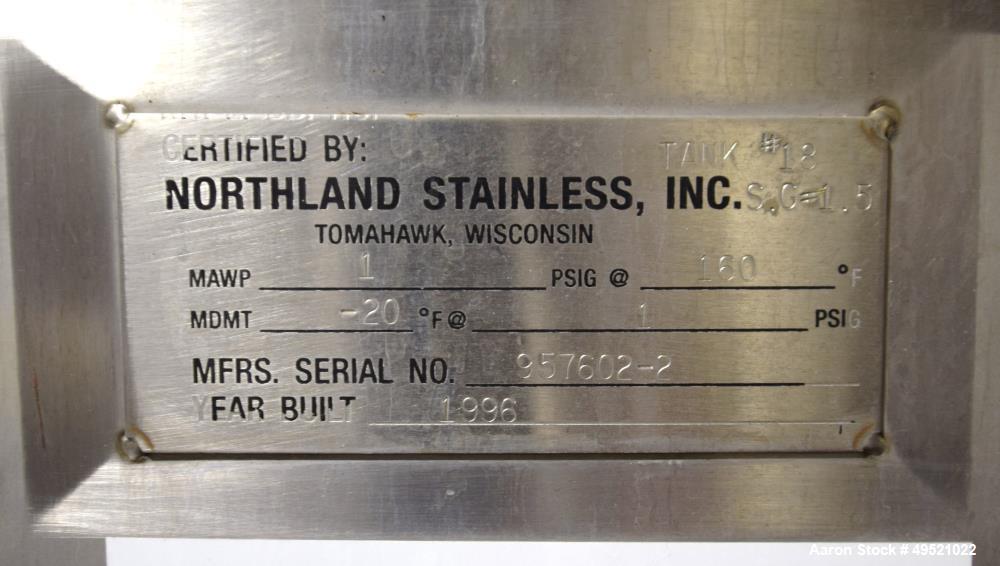 CERTIFIED BY:
TANK #18
NORTHLAND STAINLESS, INC.
S.G=1.5
TOMAHAWK, WISCONSIN
MAWP 1 PSIG @ 160 °F
MDMT -20 °F@ 1 PSIG
MFRS. SERIAL NO. 957602-2
YEAR BUILT 1996
Aaron Stock # 49521022